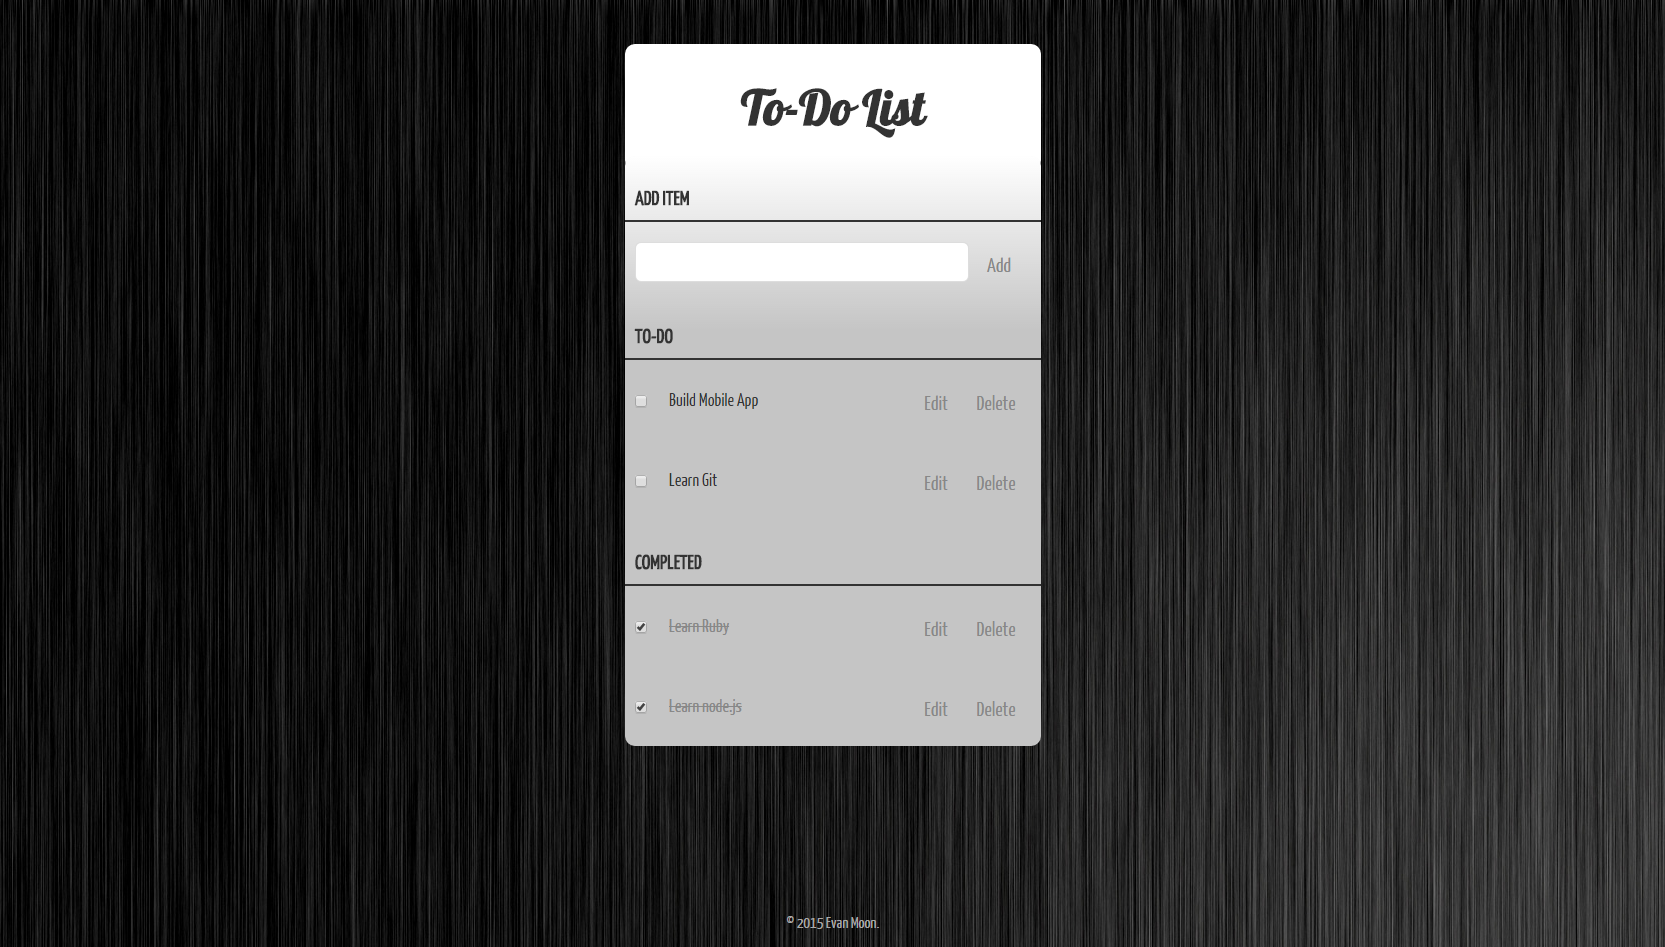 To-Do List
ADD ITEM
Add
TO-DO
Build Mobile App Edit Delete
Learn Git Edit Delete
COMPLETED
Learn Ruby Edit Delete
Learn node.js Edit Delete
© 2015 Evan Moon.